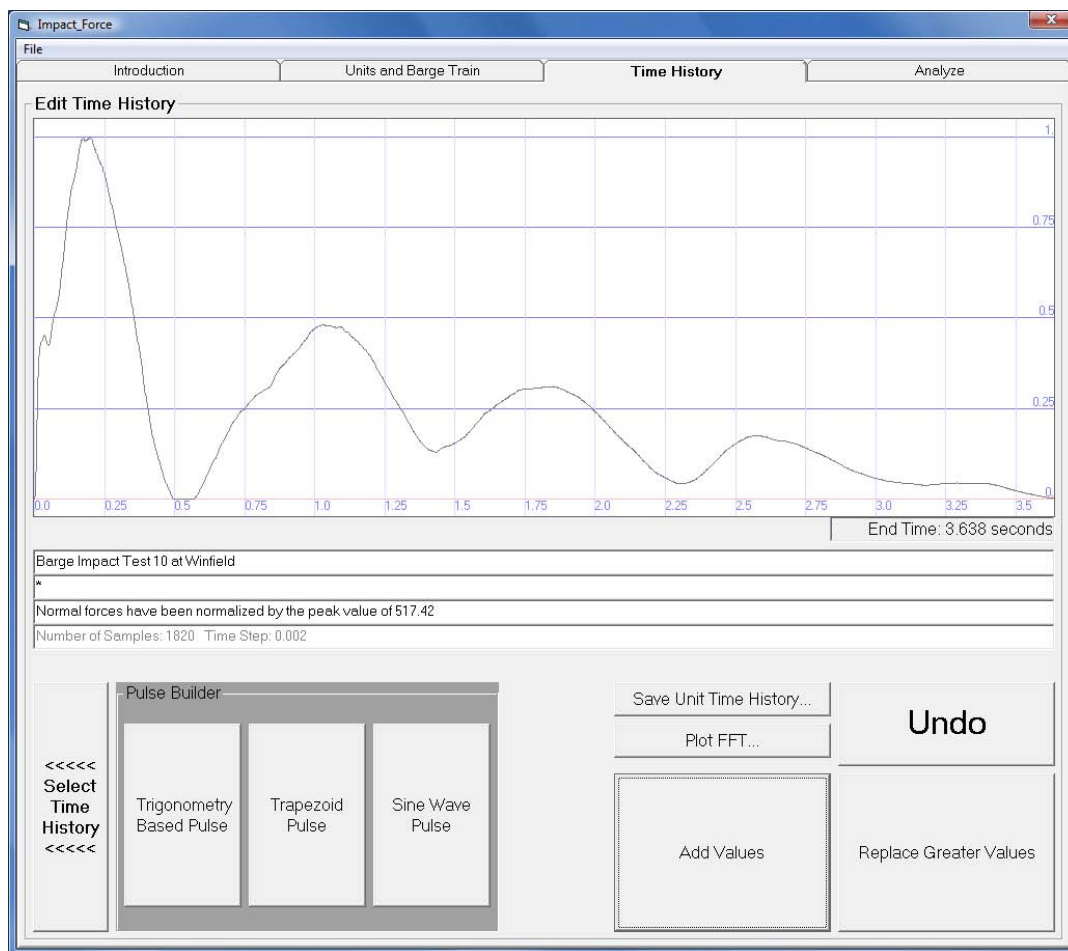 Impact_Force
File
Introduction
Units and Barge Train
Time History
Analyze
Edit Time History
1.
0.75
0.5
0.25
0.
0.0 0.25 0.5 0.75 1.0 1.25 1.5 1.75 2.0 2.25 2.5 2.75 3.0 3.25 3.5
End Time: 3.638 seconds
Barge Impact Test 10 at Winfield
*
Normal forces have been normalized by the peak value of 517.42
Number of Samples: 1820 Time Step: 0.002
<<<<<
Select
Time
History
<<<<<
Pulse Builder
Trigonometry
Based Pulse
Trapezoid
Pulse
Sine Wave
Pulse
Save Unit Time History...
Plot FFT...
Undo
Add Values
Replace Greater Values